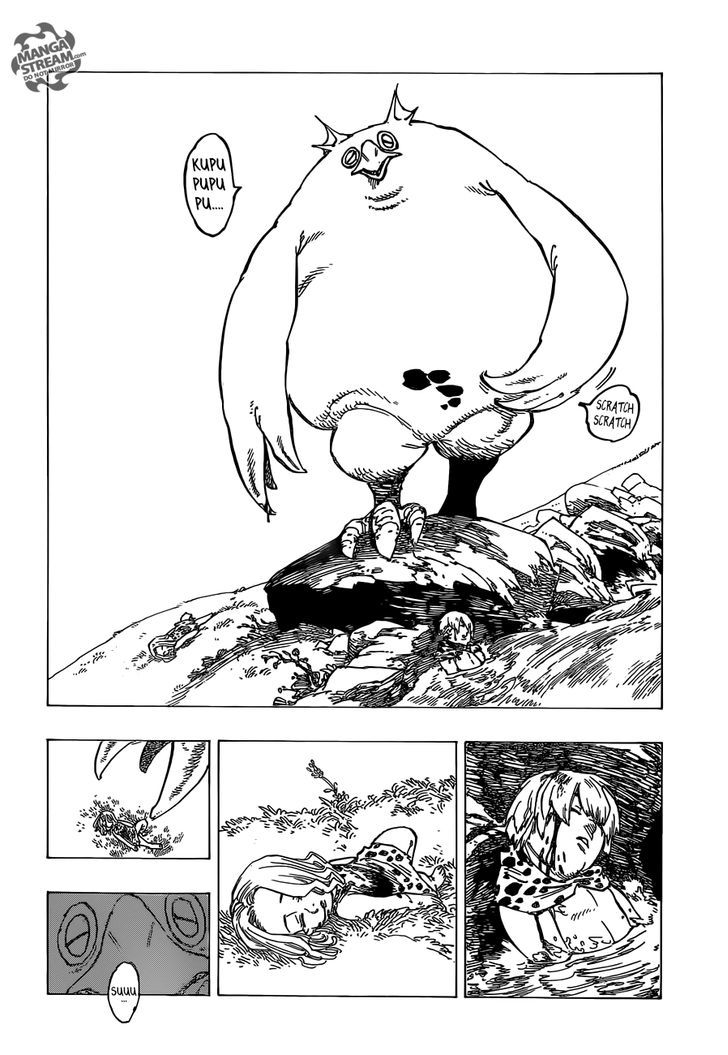 MANGA
STREAM.com
DO NOT MIRROR
KUPU
PUPU
PU....
SCRATCH
SCRATCH
SUUU
...